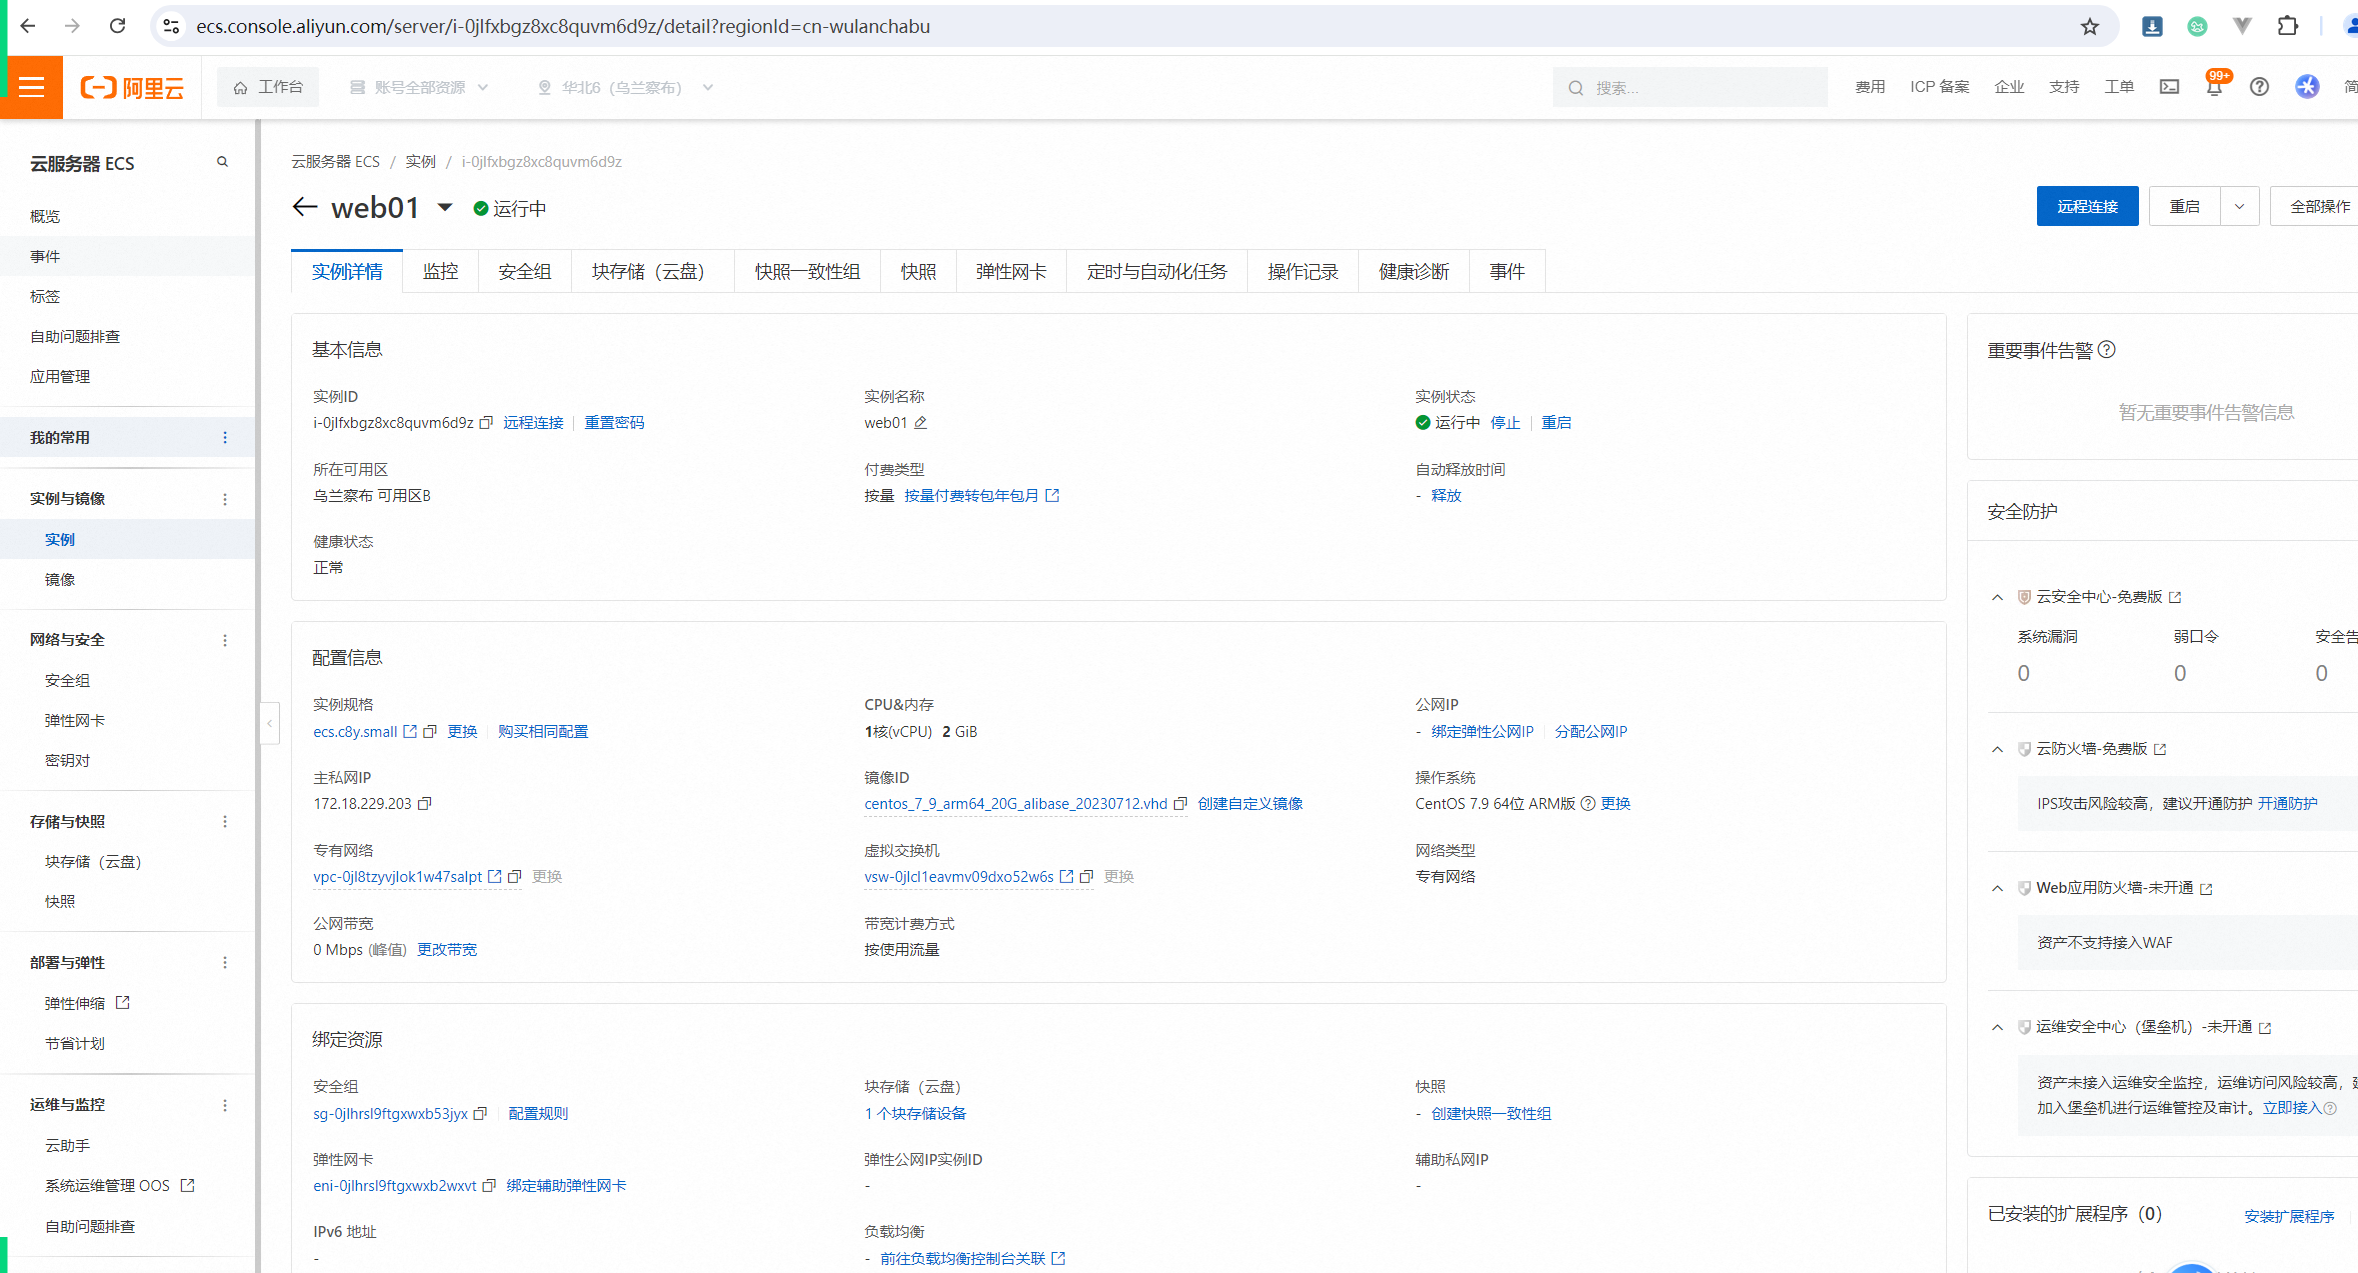 ecs.console.aliyun.com/server/i-0jlfxbgz8xc8quvm6d9z/detail?regionId=cn-wulanchabu
阿里云 工作台 账号全部资源 华北6（乌兰察布） 搜索... 费用 ICP 备案 企业 支持 工单 99+ 简
云服务器 ECS
概览
事件
标签
自助问题排查
应用管理
我的常用
实例与镜像
实例
镜像
网络与安全
安全组
弹性网卡
密钥对
存储与快照
块存储（云盘）
快照
部署与弹性
弹性伸缩
节省计划
运维与监控
云助手
系统运维管理 OOS
自助问题排查
云服务器 ECS / 实例 / i-0jlfxbgz8xc8quvm6d9z
web01 运行中
远程连接 重启 全部操作
实例详情 监控 安全组 块存储（云盘） 快照一致性组 快照 弹性网卡 定时与自动化任务 操作记录 健康诊断 事件
基本信息
实例ID 实例名称 实例状态
i-0jlfxbgz8xc8quvm6d9z 远程连接 重置密码 web01 运行中 停止 重启
所在可用区 付费类型 自动释放时间
乌兰察布 可用区B 按量 按量付费转包年包月 - 释放
健康状态
正常
配置信息
实例规格 CPU&内存 公网IP
ecs.c8y.small 更换 购买相同配置 1核(vCPU) 2 GiB - 绑定弹性公网IP 分配公网IP
主私网IP 镜像ID 操作系统
172.18.229.203 centos_7_9_arm64_20G_alibase_20230712.vhd 创建自定义镜像 CentOS 7.9 64位 ARM版 更换
专有网络 虚拟交换机 网络类型
vpc-0jl8tzyvjlok1w47salpt 更换 vsw-0jlcl1eavmv09dxo52w6s 更换 专有网络
公网带宽 带宽计费方式
0 Mbps (峰值) 更改带宽 按使用流量
绑定资源
安全组 块存储（云盘） 快照
sg-0jlhrsl9ftgxwxb53jyx 配置规则 1 个块存储设备 - 创建快照一致性组
弹性网卡 弹性公网IP实例ID 辅助私网IP
eni-0jlhrsl9ftgxwxb2wxvt 绑定辅助弹性网卡 - -
IPv6 地址 负载均衡
- - 前往负载均衡控制台关联
重要事件告警
暂无重要事件告警信息
安全防护
云安全中心-免费版
系统漏洞 弱口令 安全告
0 0 0
云防火墙-免费版
IPS攻击风险较高，建议开通防护 开通防护
Web应用防火墙-未开通
资产不支持接入WAF
运维安全中心（堡垒机）-未开通
资产未接入运维安全监控，运维访问风险较高，
加入堡垒机进行运维管控及审计。立即接入
已安装的扩展程序（0） 安装扩展程序